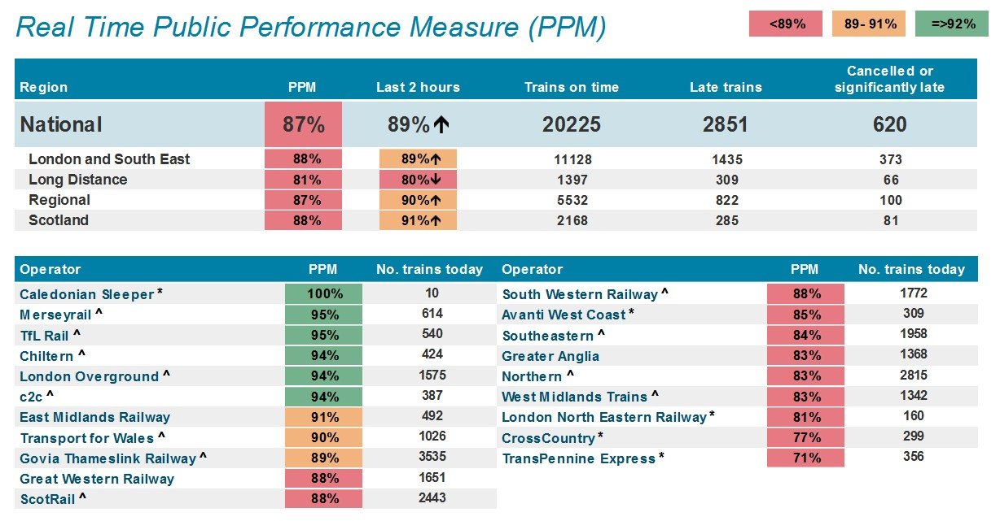 Real Time Public Performance Measure (PPM)
<89% 89- 91% =>92%
Region PPM Last 2 hours Trains on time Late trains Cancelled or significantly late
National 87% 89%🡹 20225 2851 620
London and South East 88% 89%🡹 11128 1435 373
Long Distance 81% 80%🡻 1397 309 66
Regional 87% 90%🡹 5532 822 100
Scotland 88% 91%🡹 2168 285 81
Operator PPM No. trains today Operator PPM No. trains today
Caledonian Sleeper * 100% 10 South Western Railway ^ 88% 1772
Merseyrail ^ 95% 614 Avanti West Coast * 85% 309
TfL Rail ^ 95% 540 Southeastern ^ 84% 1958
Chiltern ^ 94% 424 Greater Anglia 83% 1368
London Overground ^ 94% 1575 Northern ^ 83% 2815
c2c ^ 94% 387 West Midlands Trains ^ 83% 1342
East Midlands Railway 91% 492 London North Eastern Railway * 81% 160
Transport for Wales ^ 90% 1026 CrossCountry * 77% 299
Govia Thameslink Railway ^ 89% 3535 TransPennine Express * 71% 356
Great Western Railway 88% 1651
ScotRail ^ 88% 2443